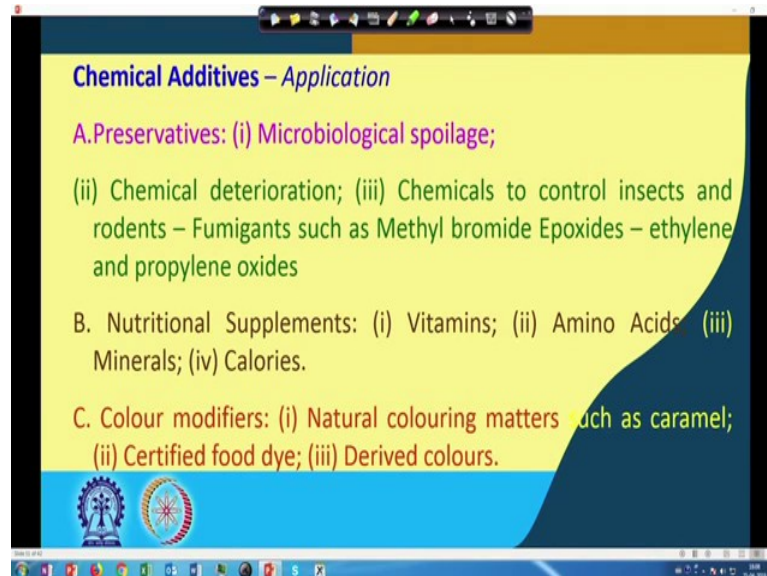 Chemical Additives – Application
A.Preservatives: (i) Microbiological spoilage;
(ii) Chemical deterioration; (iii) Chemicals to control insects and
rodents – Fumigants such as Methyl bromide Epoxides – ethylene
and propylene oxides
B. Nutritional Supplements: (i) Vitamins; (ii) Amino Acids; (iii)
Minerals; (iv) Calories.
C. Colour modifiers: (i) Natural colouring matters such as caramel;
(ii) Certified food dye; (iii) Derived colours.